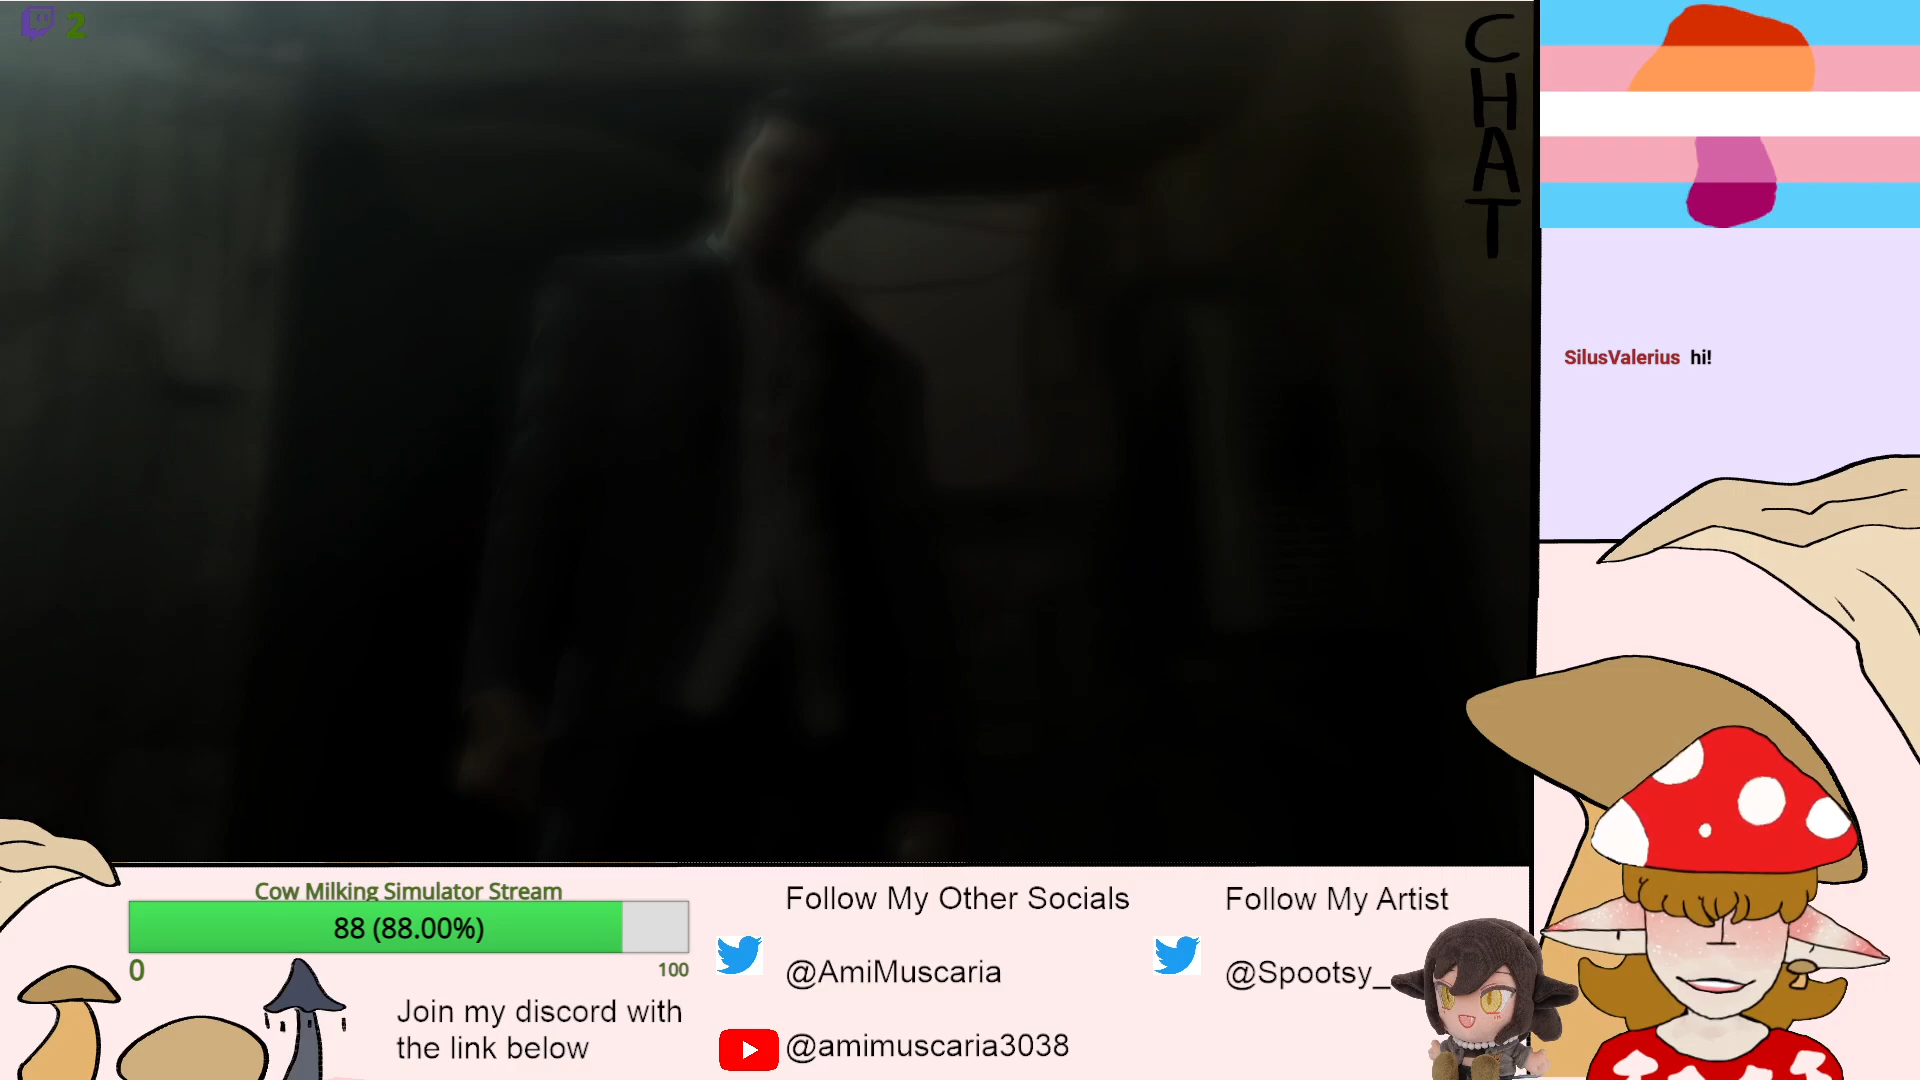 2
CHAT
SilusValerius hi!
Cow Milking Simulator Stream
88 (88.00%)
0
100
Join my discord with
the link below
Follow My Other Socials
@AmiMuscaria
@amimuscaria3038
Follow My Artist
@Spootsy_